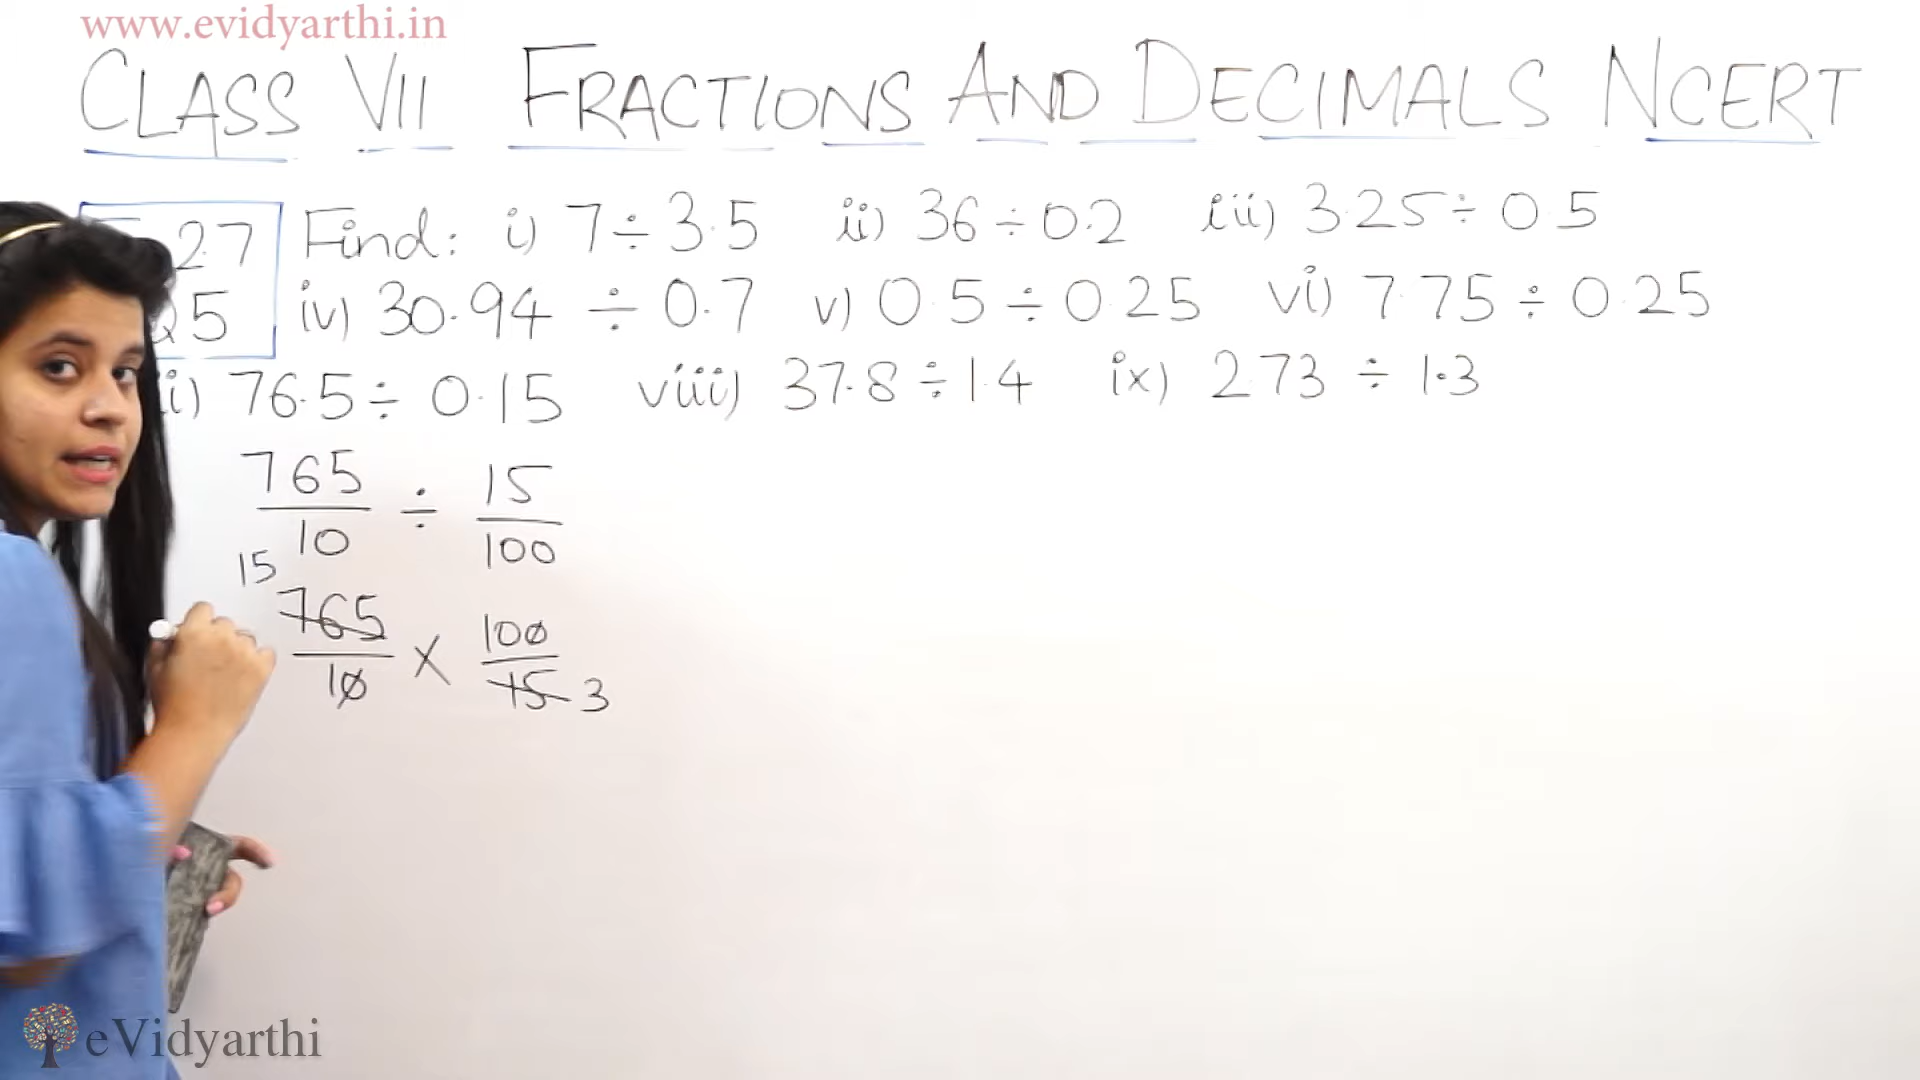 www.evidyarthi.in
CLASS VII FRACTIONS AND DECIMALS NCERT
2.7 Find: i) 7 ÷ 3.5 ii) 36 ÷ 0.2 iii) 3.25 ÷ 0.5
Q5 iv) 30.94 ÷ 0.7 v) 0.5 ÷ 0.25 vi) 7.75 ÷ 0.25
ii) 76.5 ÷ 0.15 viii) 37.8 ÷ 1.4 ix) 2.73 ÷ 1.3
765 15
÷
10 100
15
765 100
×
10 15 3
eVidyarthi